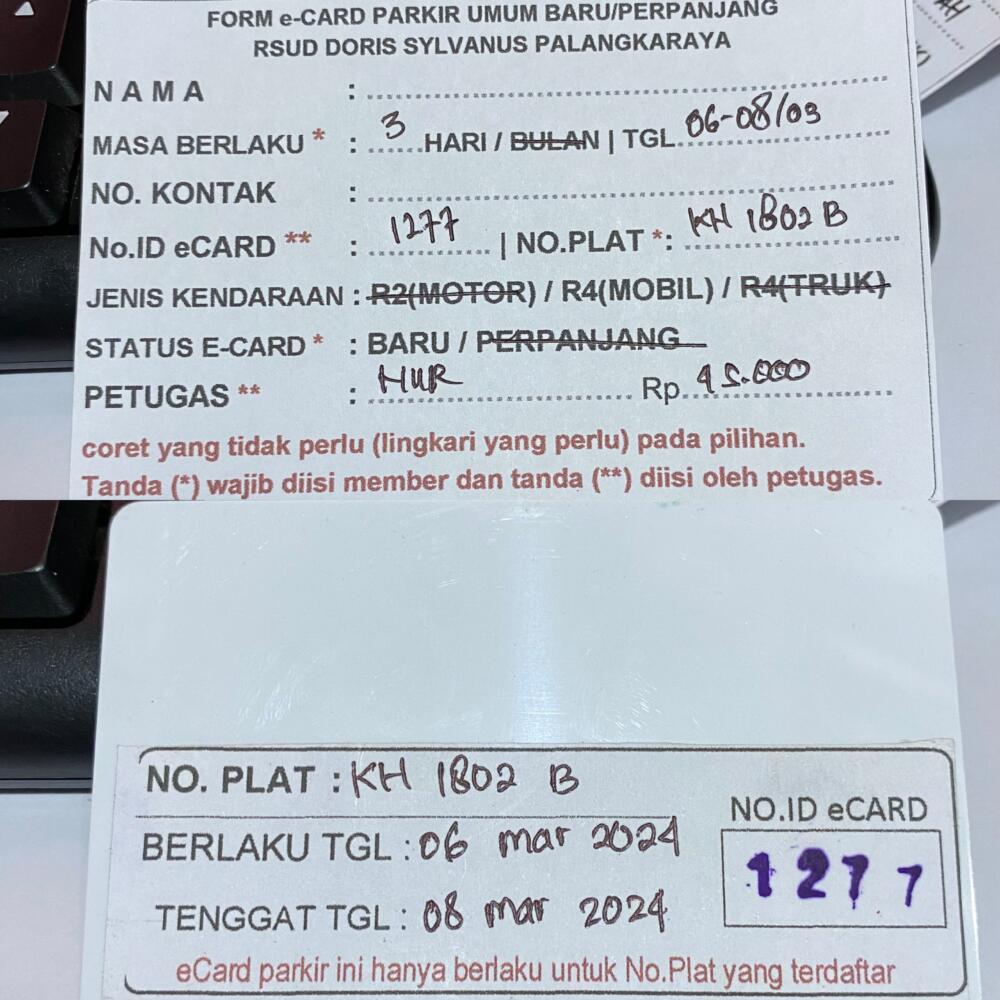 FORM e-CARD PARKIR UMUM BARU/PERPANJANG
RSUD DORIS SYLVANUS PALANGKARAYA
NAMA :
MASA BERLAKU * : 3 HARI / BULAN | TGL. 06-08/03
NO. KONTAK :
No.ID eCARD ** : 1277 | NO.PLAT *: KH 1802 B
JENIS KENDARAAN : R2(MOTOR) / R4(MOBIL) / R4(TRUK)
STATUS E-CARD * : BARU / PERPANJANG
PETUGAS ** : NUR Rp. 45.000
coret yang tidak perlu (lingkari yang perlu) pada pilihan.
Tanda (*) wajib diisi member dan tanda (**) diisi oleh petugas.
NO. PLAT : KH 1802 B
BERLAKU TGL : 06 mar 2024
TENGGAT TGL : 08 mar 2024
NO.ID eCARD
1277
eCard parkir ini hanya berlaku untuk No.Plat yang terdaftar